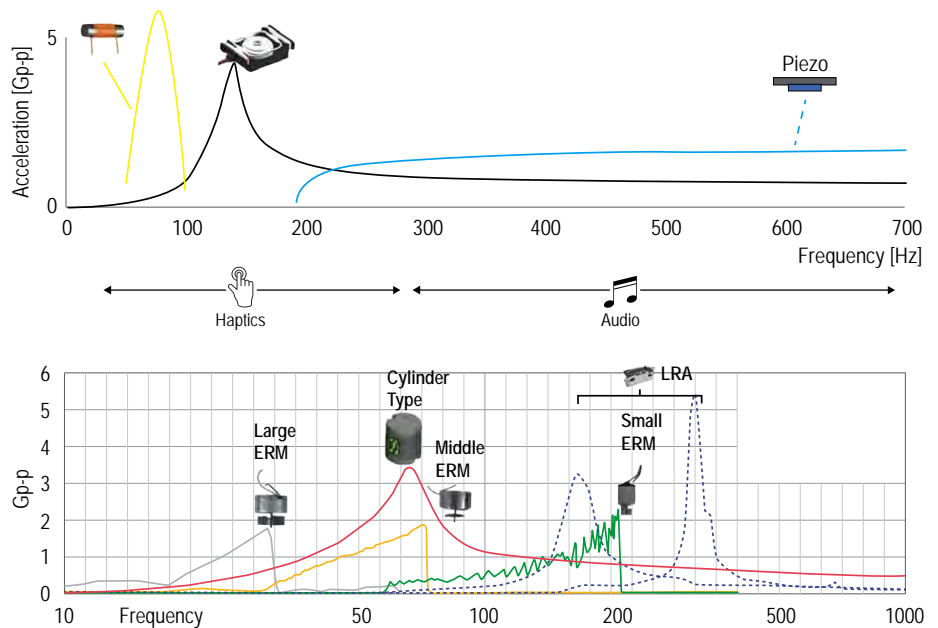 Acceleration [Gp-p]
5
0
Piezo
0 100 200 300 400 500 600 700
Frequency [Hz]
Haptics
Audio
Gp-p
6
5
4
3
2
1
0
Large
ERM
Cylinder
Type
Middle
ERM
LRA
Small
ERM
10 Frequency 50 100 200 500 1000